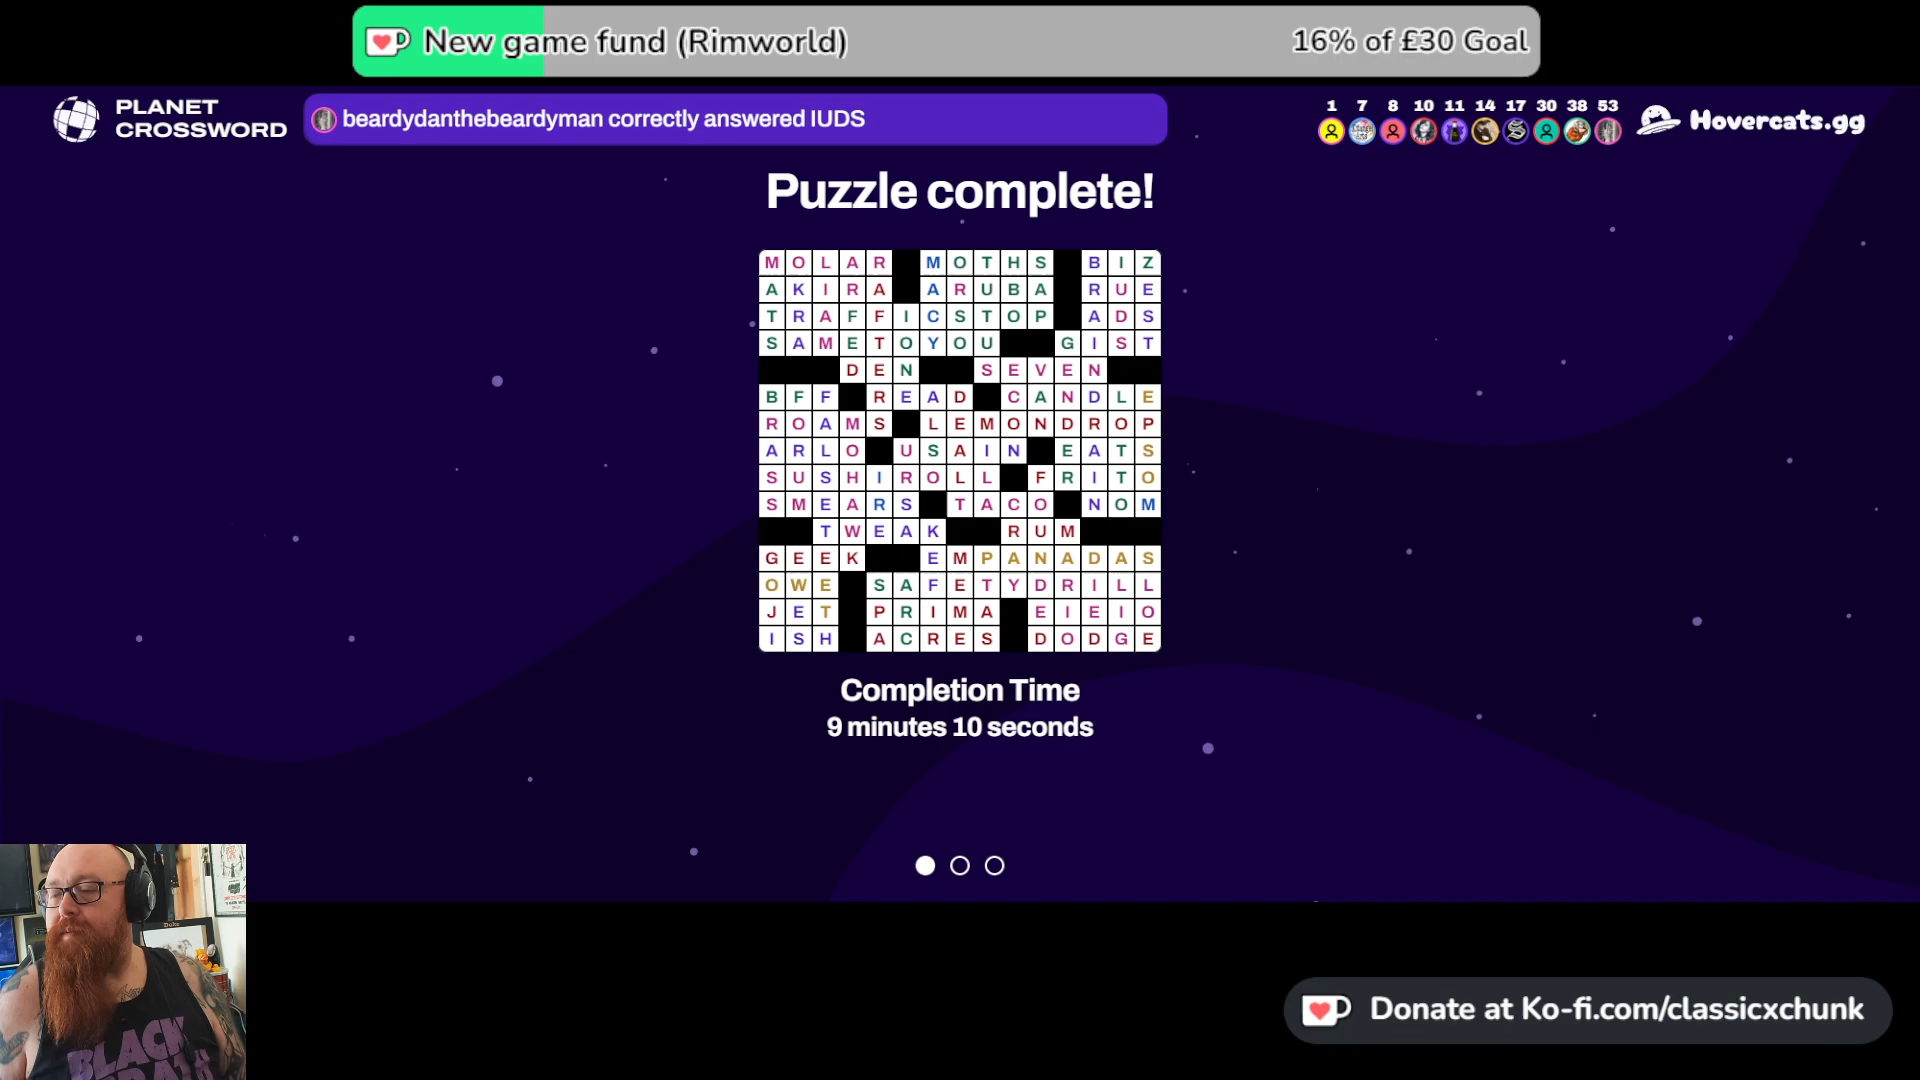 New game fund (Rimworld)
16% of £30 Goal
PLANET
CROSSWORD
beardydanthebeardyman correctly answered IUDS
1 7 8 10 11 14 17 30 38 53
Hovercats.gg
Puzzle complete!
MOLAR MOTHS BIZ
AKIRA ARUBA RUE
TRAFFICSTOP ADS
SAMETOYOU GIST
DEN SEVEN
BFF READ CANDLE
ROAMS LEMONDROP
ARLO USAIN EATS
SUSHIROLL FRITO
SMEARS TACO NOM
TWEAK RUM
GEEK EMPANADAS
OWE SAFETYDRILL
JET PRIMA EIEIO
ISH ACRES DODGE
Completion Time
9 minutes 10 seconds
Duke
BLACK
Donate at Ko-fi.com/classicxchunk